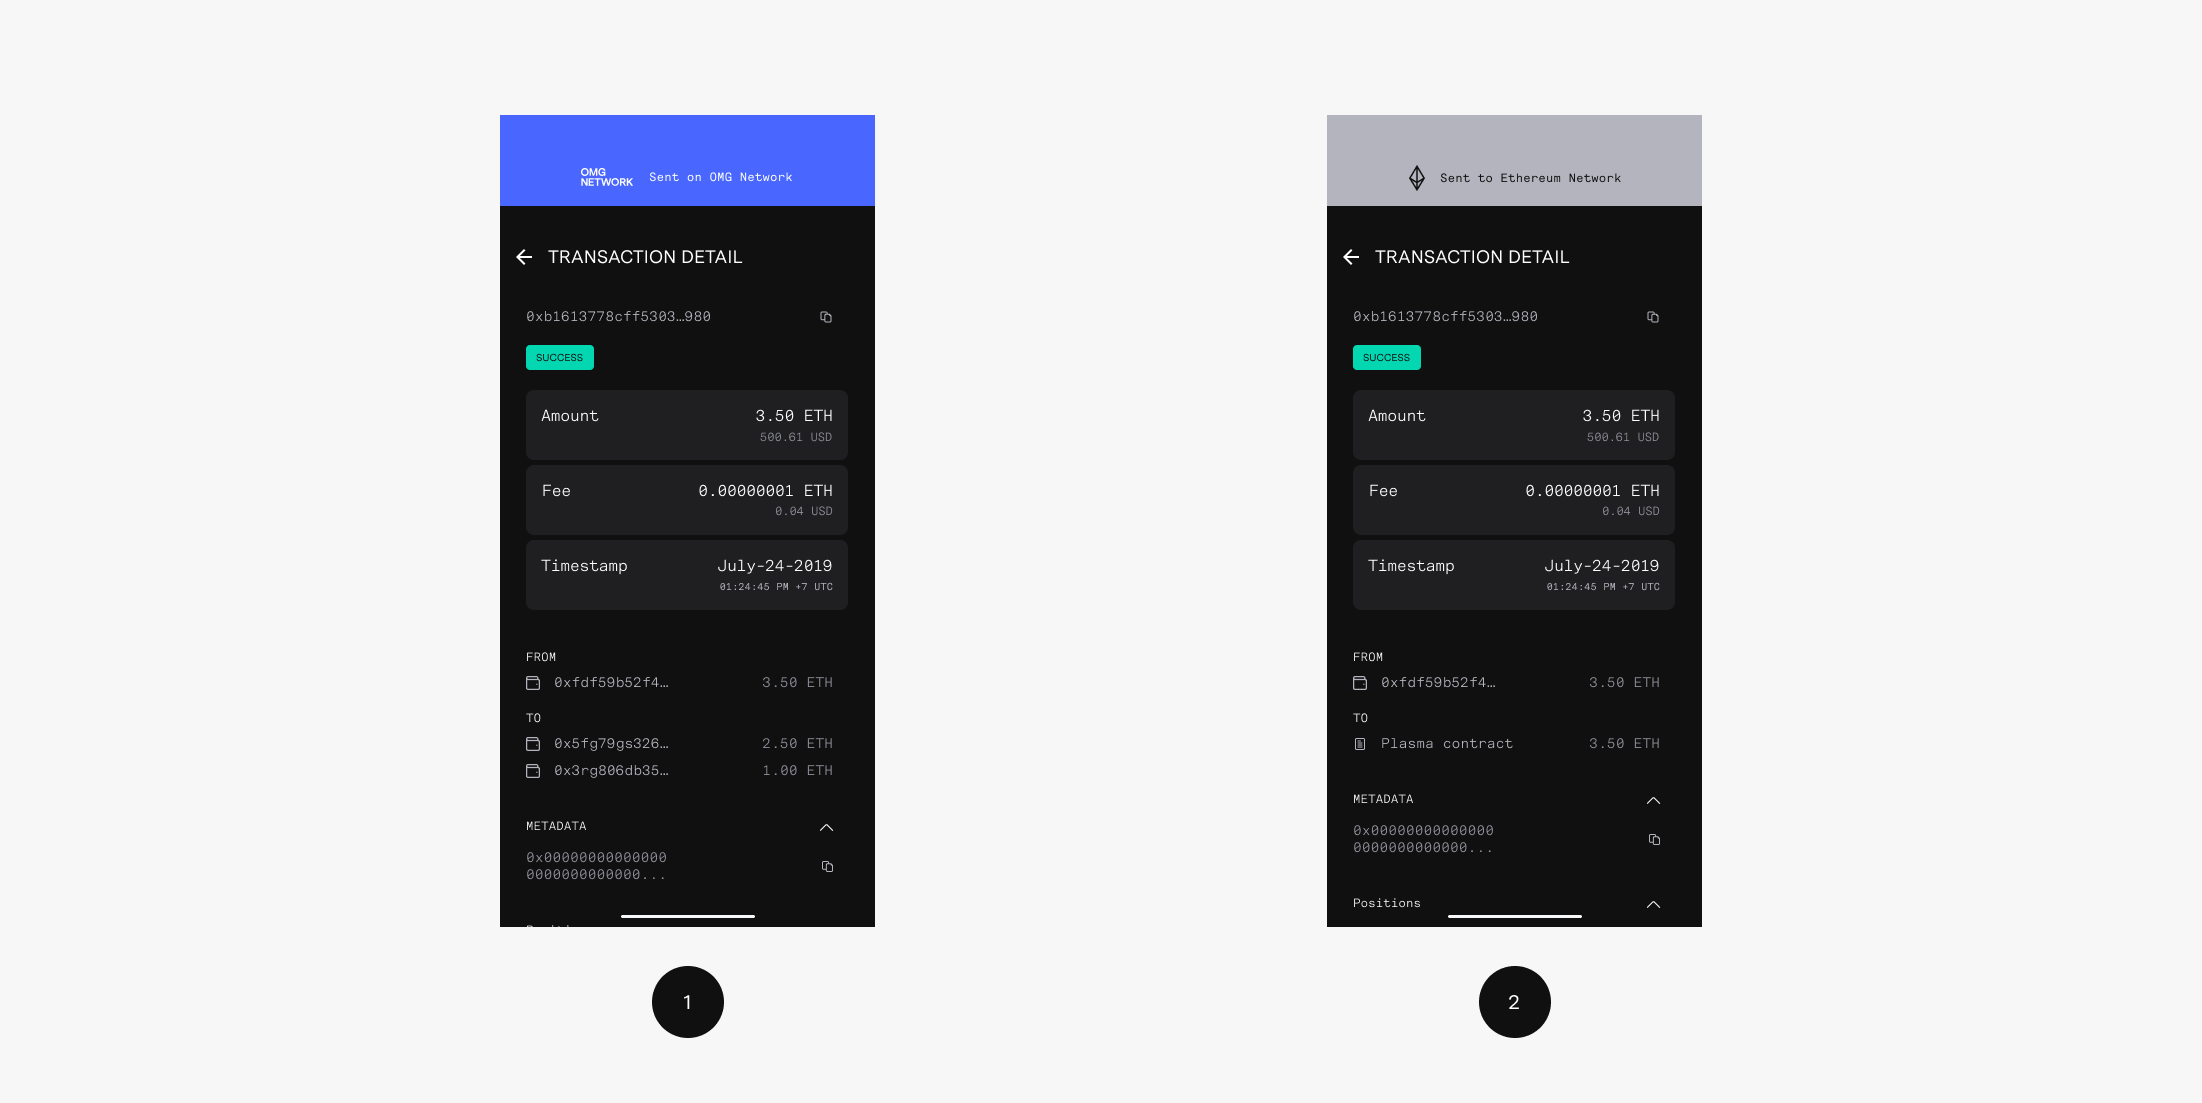 OMG
NETWORK
Sent on OMG Network
TRANSACTION DETAIL
0xb1613778cff5303…980
SUCCESS
Amount 3.50 ETH
500.61 USD
Fee 0.00000001 ETH
0.04 USD
Timestamp July-24-2019
01:24:45 PM +7 UTC
FROM
0xfdf59b52f4… 3.50 ETH
TO
0x5fg79gs326… 2.50 ETH
0x3rg806db35… 1.00 ETH
METADATA
0x00000000000000
0000000000000...
1
Sent to Ethereum Network
TRANSACTION DETAIL
0xb1613778cff5303…980
SUCCESS
Amount 3.50 ETH
500.61 USD
Fee 0.00000001 ETH
0.04 USD
Timestamp July-24-2019
01:24:45 PM +7 UTC
FROM
0xfdf59b52f4… 3.50 ETH
TO
Plasma contract 3.50 ETH
METADATA
0x00000000000000
0000000000000...
Positions
2